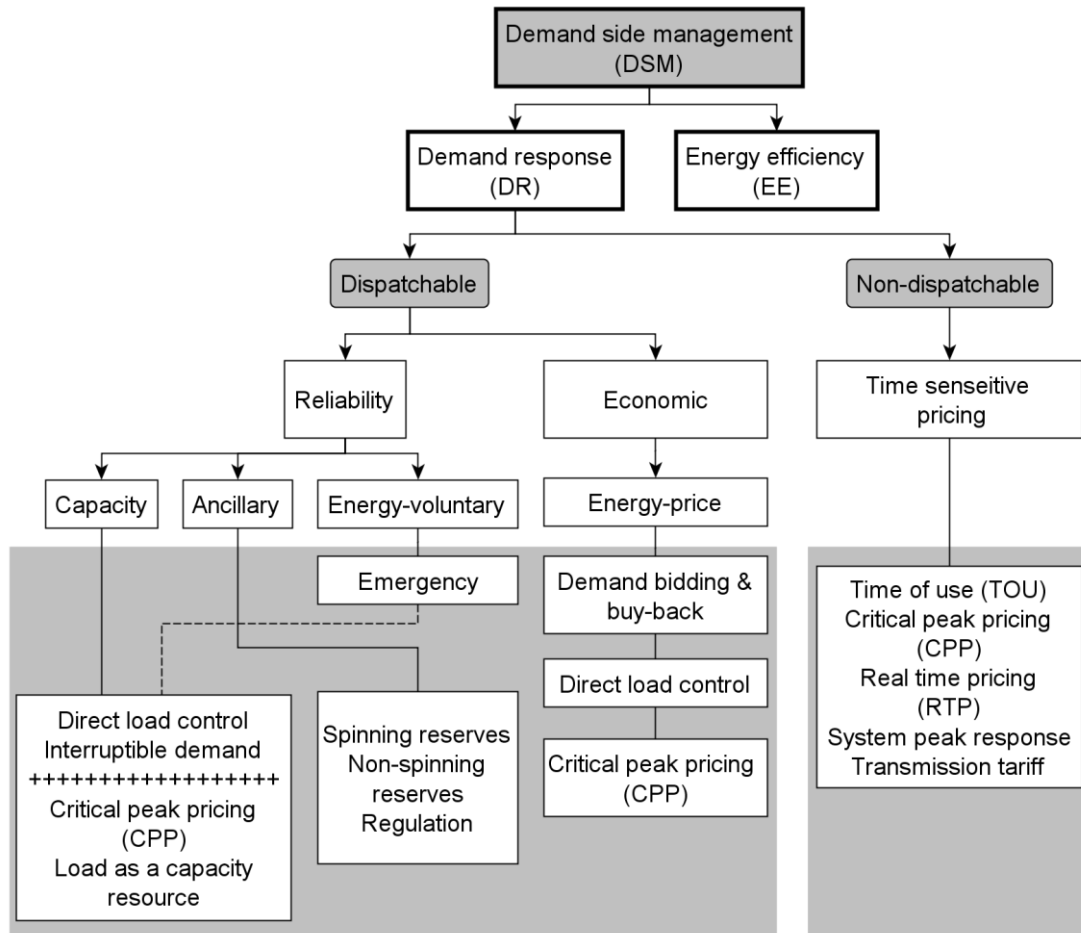 Demand side management
(DSM)
Demand response
(DR)
Energy efficiency
(EE)
Dispatchable
Non-dispatchable
Reliability
Economic
Time senseitive
pricing
Capacity
Ancillary
Energy-voluntary
Energy-price
Emergency
Demand bidding &
buy-back
Time of use (TOU)
Critical peak pricing
(CPP)
Real time pricing
(RTP)
System peak response
Transmission tariff
Direct load control
Direct load control
Interruptible demand
++++++++++++++++++
Critical peak pricing
(CPP)
Load as a capacity
resource
Spinning reserves
Non-spinning
reserves
Regulation
Critical peak pricing
(CPP)